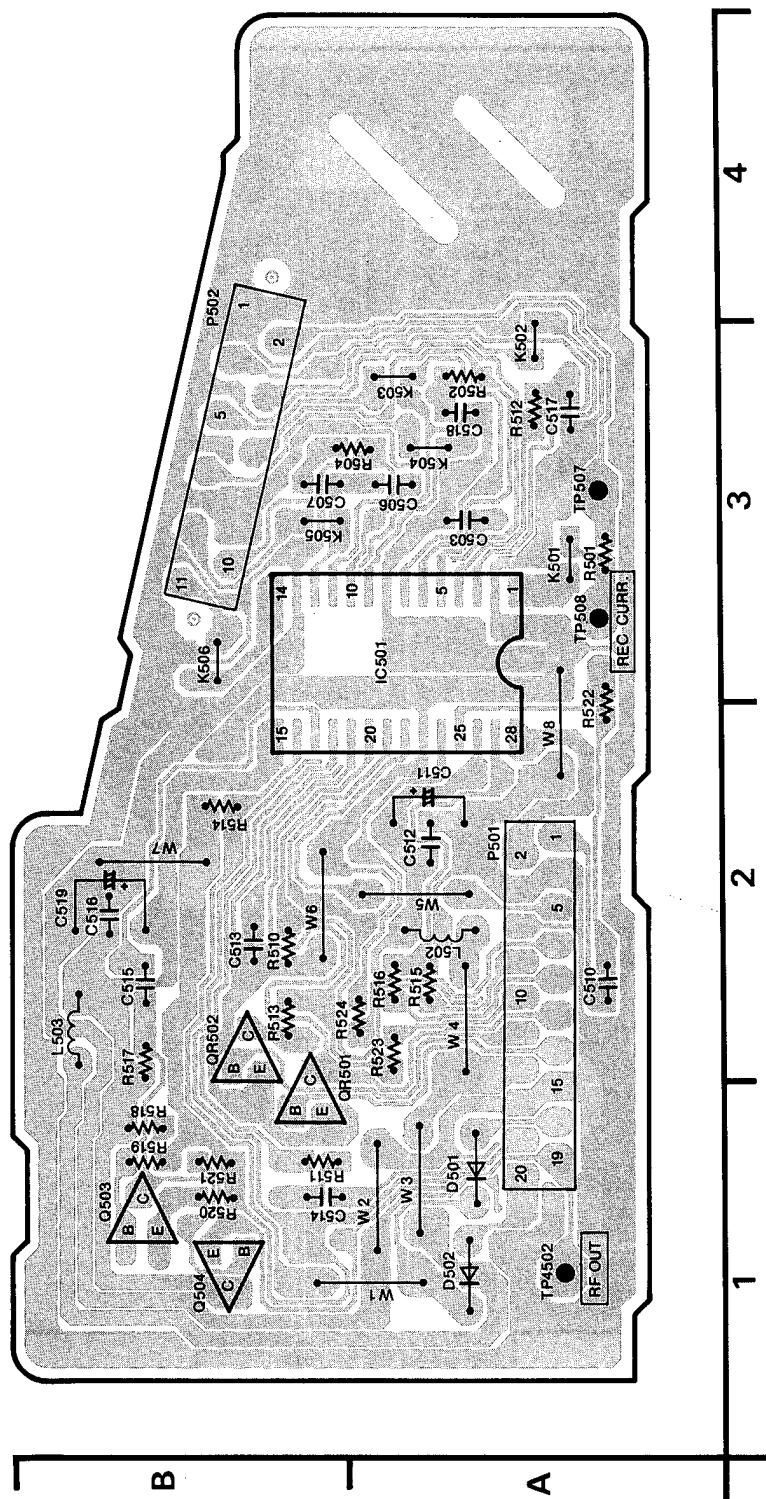 4
3
2
1
B
A
P502
1
2
5
10
11
K502
K503
R502
C518
R512
C517
R504
K504
C507
C506
K505
C503
TP507
K501
R501
TP508
REC CURR.
K506
IC501
14
10
5
1
15
20
25
28
R522
W8
C511
R514
W7
C519
C516
C512
P501
2
1
5
10
15
19
20
W6
W5
C513
R510
L502
C515
R516
R515
C510
L503
R517
QR502
B
C
E
R513
R524
R523
W4
QR501
B
C
E
R518
R519
Q503
B
C
E
R521
R520
R511
C514
W2
W3
D501
Q504
E
C
B
W1
D502
TP4502
RF OUT